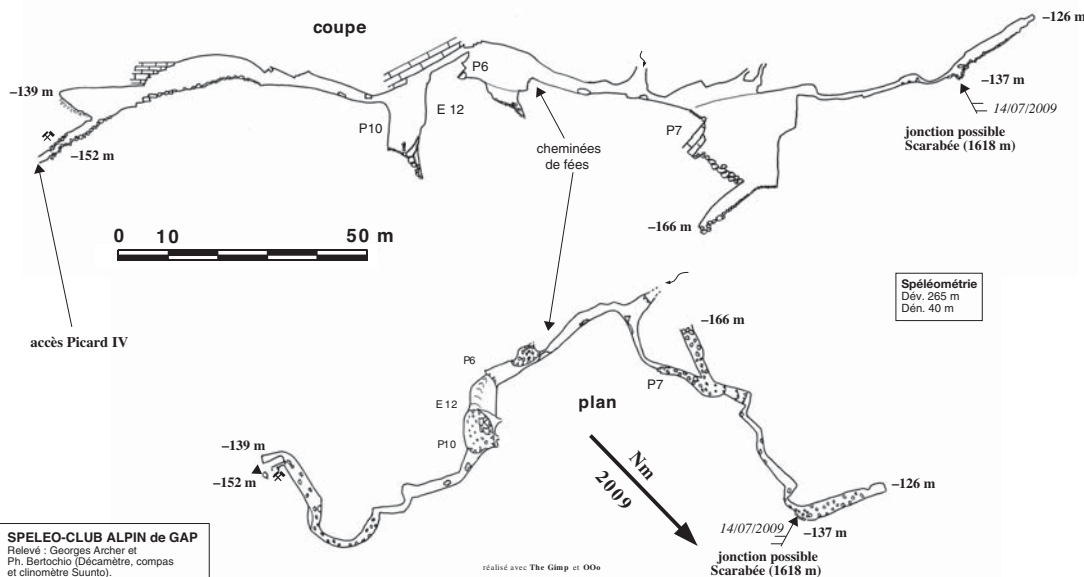 coupe
–126 m
P6
–139 m
–137 m
E 12
14/07/2009
P10
P7
jonction possible
Scarabée (1618 m)
–152 m
cheminées
de fées
–166 m
0 10 50 m
Spéléométrie
Dév. 265 m
Dén. 40 m
accès Picard IV
–166 m
P6
P7
E 12
plan
P10
–139 m
Nm
2009
–152 m
–126 m
14/07/2009
–137 m
jonction possible
Scarabée (1618 m)
SPELEO-CLUB ALPIN de GAP
Relevé : Georges Archer et
Ph. Bertochio (Décamètre, compas
et clinomètre Suunto).
réalisé avec The Gimp et OOo